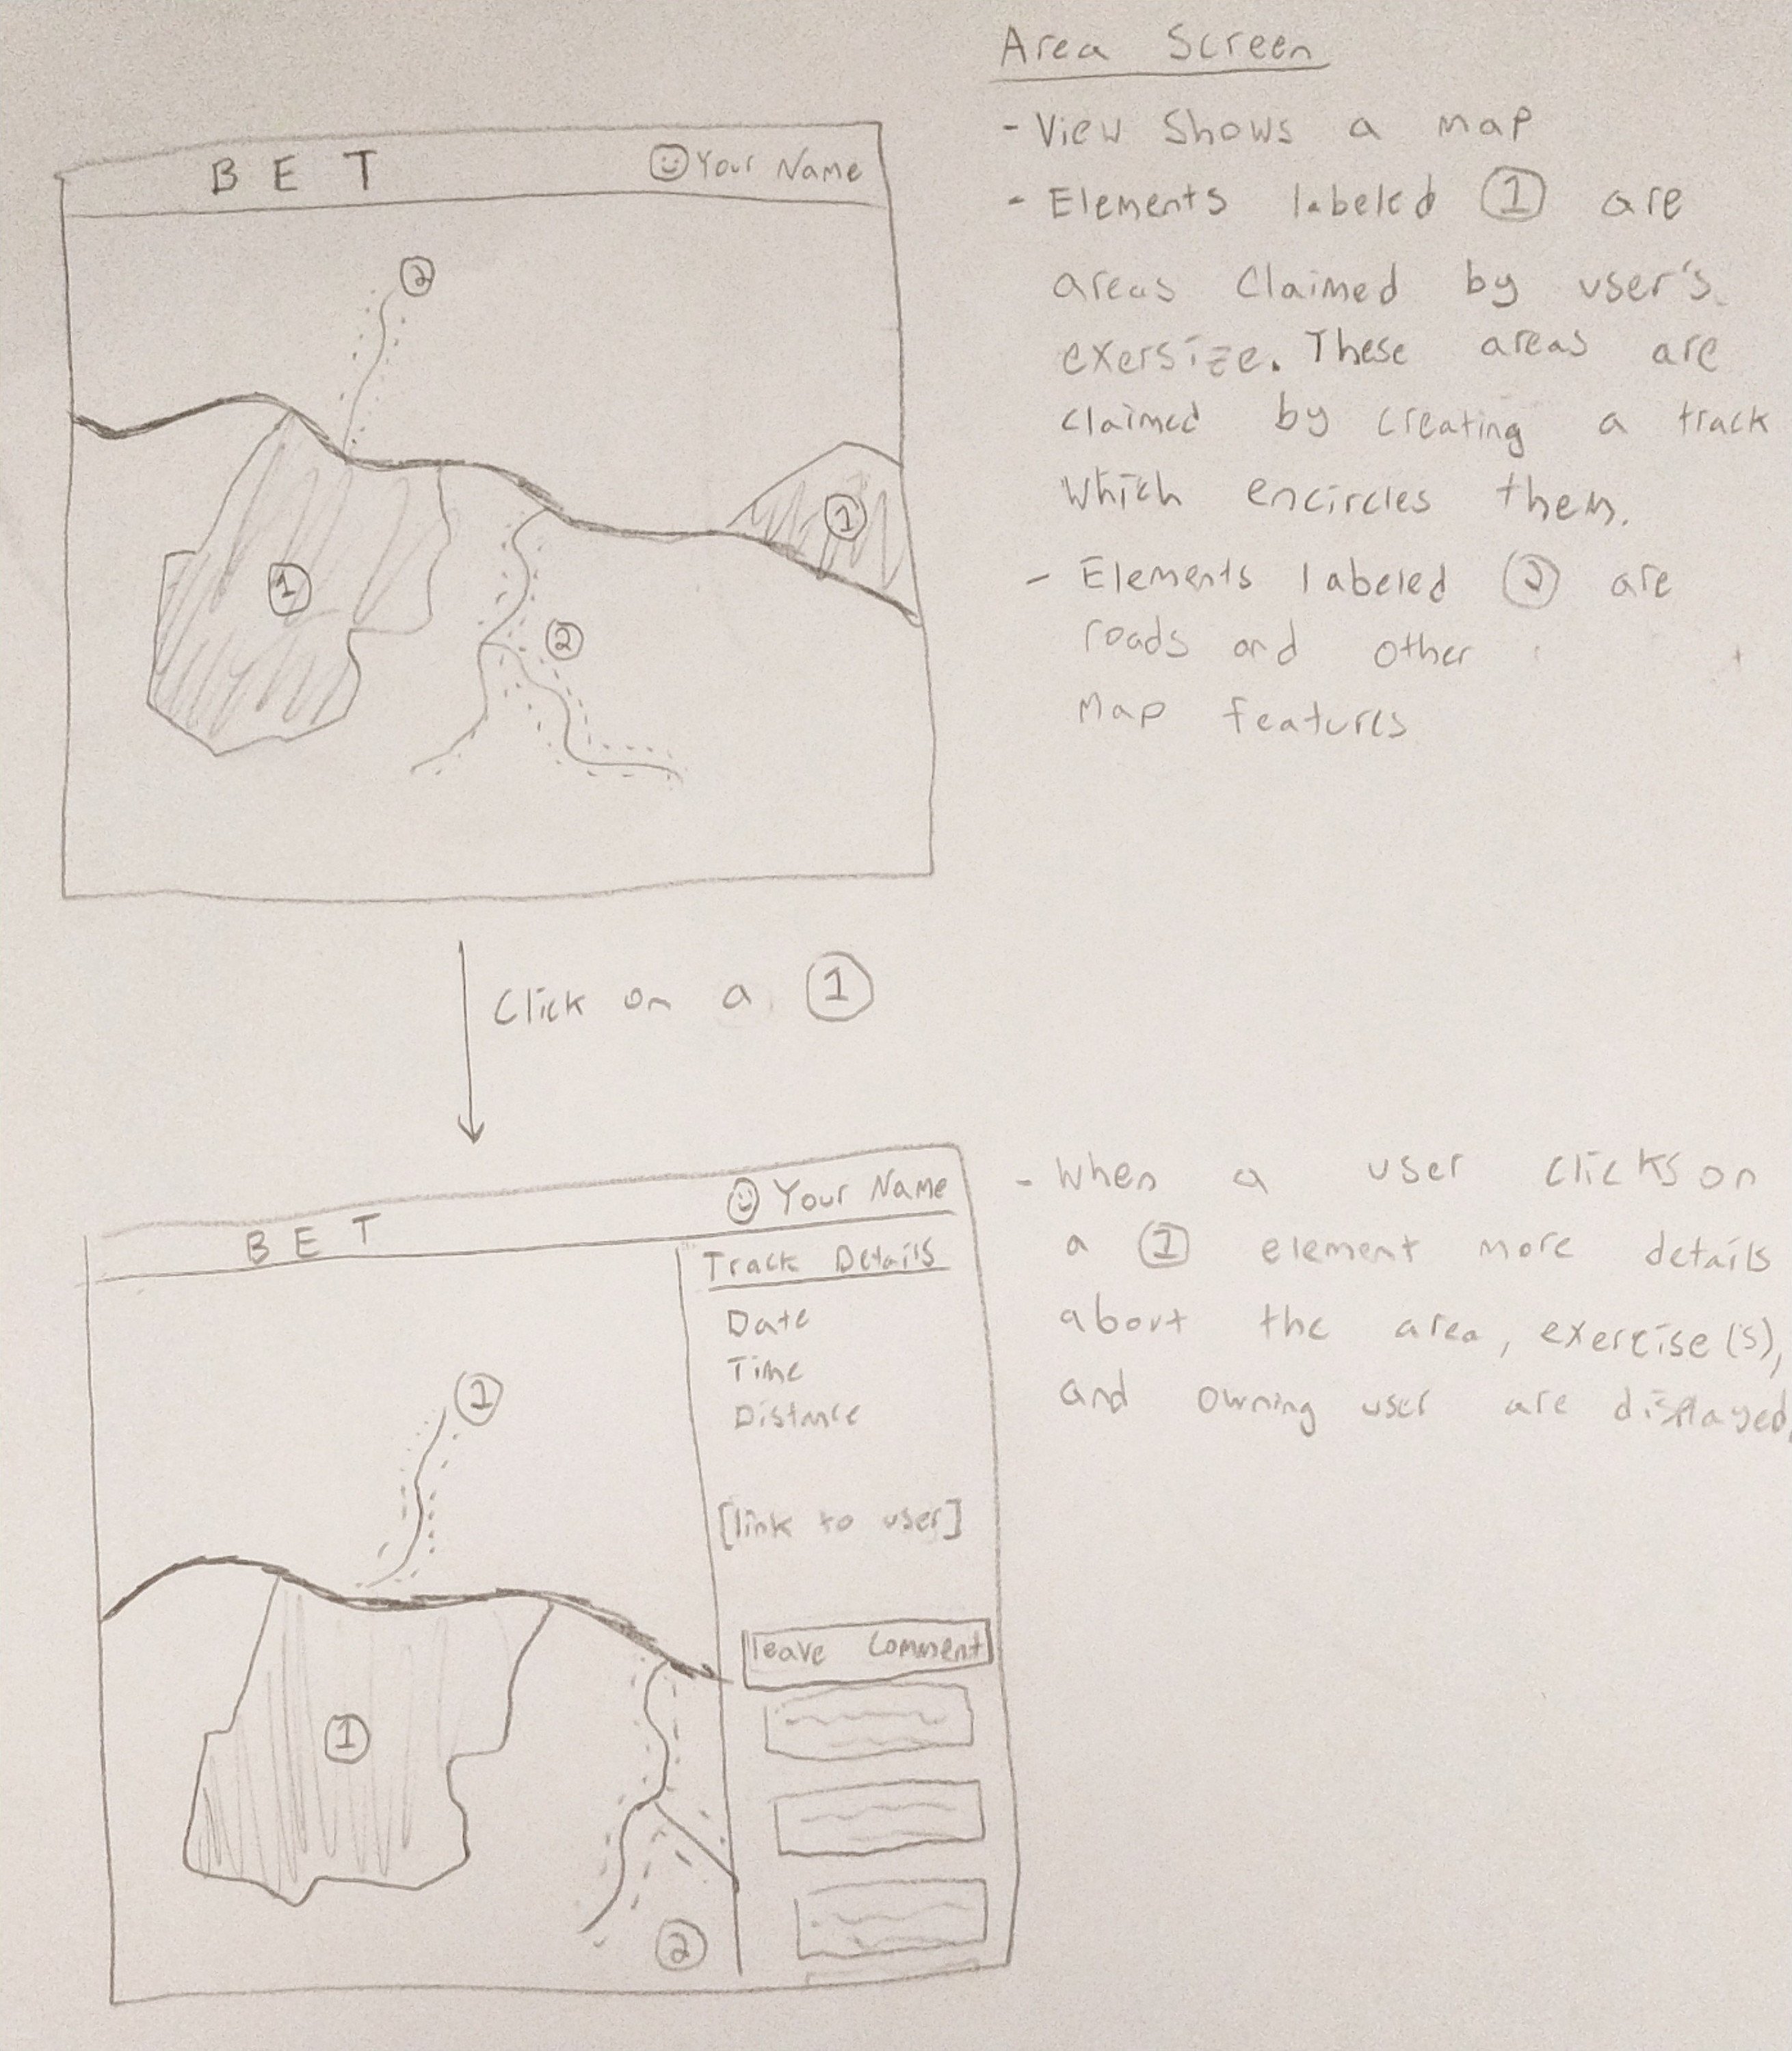 Area Screen
- View Shows a map
- Elements labeled ① are
areas claimed by user's
exersize. These areas are
claimed by creating a track
which encircles them.
- Elements labeled ② are
roads and other
map features
B E T
☺ Your Name
②
①
①
②
Click on a ①
B E T
☺ Your Name
Track Details
Date
Time
Distance
[link to user]
leave comment
①
①
②
- When a user clicks on
a ① element more details
about the area, exercise(s),
and owning user are displayed.